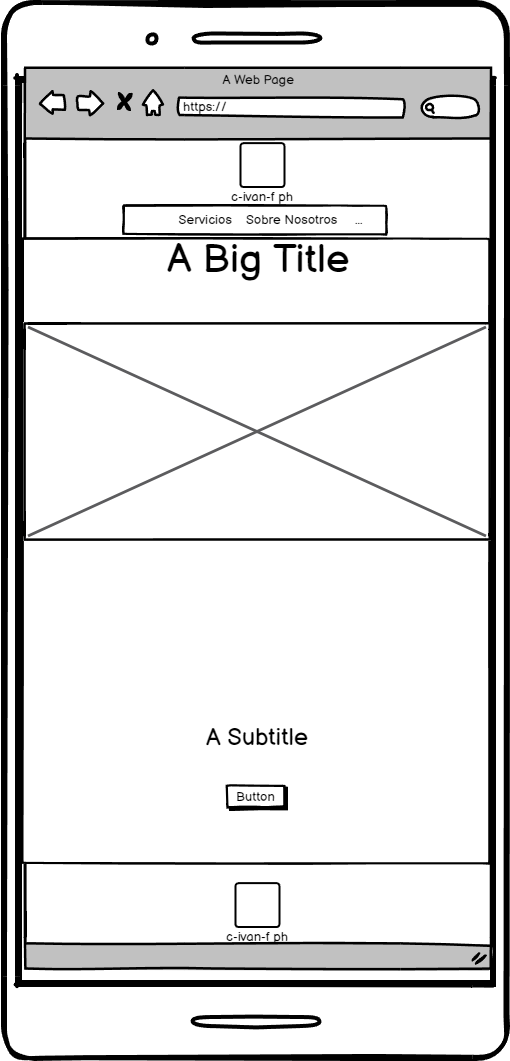 A Web Page
https://
c-ivan-f ph
Servicios Sobre Nosotros ...
A Big Title
A Subtitle
Button
c-ivan-f ph